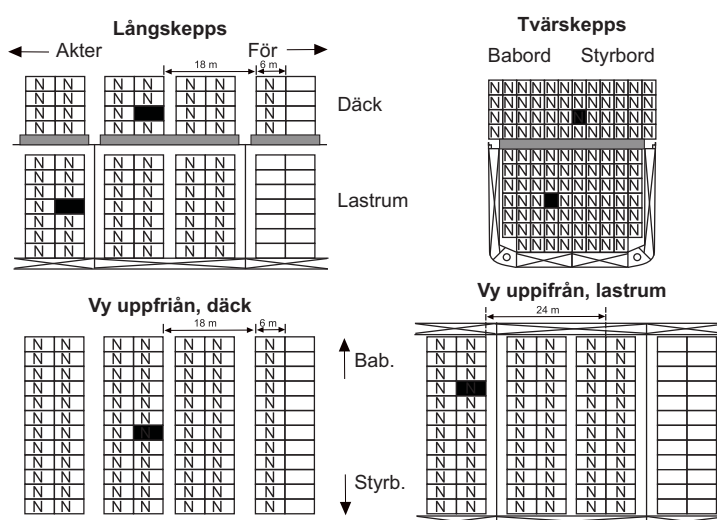 Långskepps
Akter För
18 m 6 m
N N N N N N N
N N N N N N N
N N N N N N
N N N N N N N
Däck
N N N N N N
N N N N N N
N N N N N N
N N N N N
N N N N N N
N N N N N N
N N N N N N
Lastrum
Tvärskepps
Babord Styrbord
N N N N N N N N N N N N
N N N N N N N N N N N N
N N N N N N N N N N N N
N N N N N N N N N N N N
N N N N N N N N N N
N N N N N N N N N N
N N N N N N N N N N
N N N N N N N N N
N N N N N N N N N N
N N N N N N N N N N
N N N N N N N N
Vy uppfriån, däck
18 m 6 m
N N N N N N N
N N N N N N N
N N N N N N N
N N N N N N N
N N N N N N N
N N N N N N N
N N N N N N N
N N N N N N N
N N N N N N N
N N N N N N N
N N N N N N N
N N N N N N N
Bab.
Styrb.
Vy uppifrån, lastrum
24 m
N N N N N N
N N N N N N
N N N N N N
N N N N N N
N N N N N N
N N N N N N
N N N N N N
N N N N N N
N N N N N N
N N N N N N
N N N N N N
N N N N N N